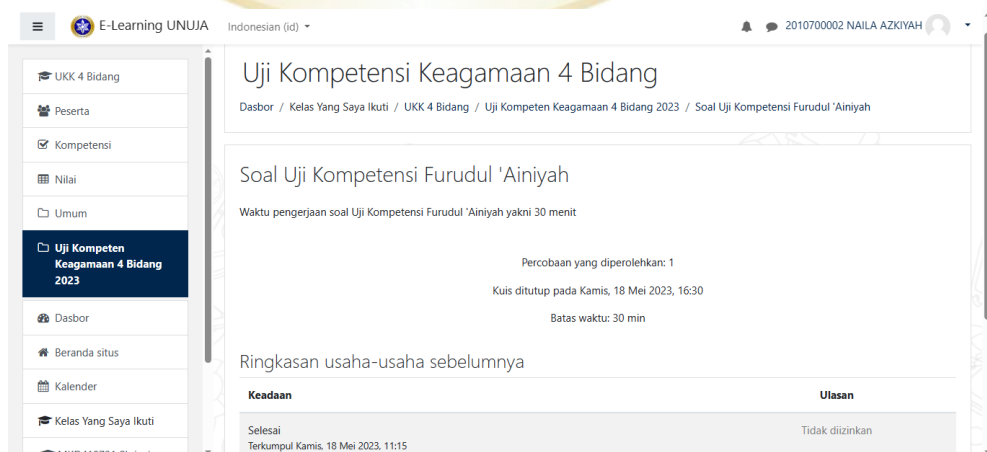 E-Learning UNUJA
Indonesian (id)
2010700002 NAILA AZKIYAH
UKK 4 Bidang
Peserta
Kompetensi
Nilai
Umum
Uji Kompeten
Keagamaan 4 Bidang
2023
Dasbor
Beranda situs
Kalender
Kelas Yang Saya Ikuti
Uji Kompetensi Keagamaan 4 Bidang
Dasbor / Kelas Yang Saya Ikuti / UKK 4 Bidang / Uji Kompeten Keagamaan 4 Bidang 2023 / Soal Uji Kompetensi Furudul 'Ainiyah
Soal Uji Kompetensi Furudul 'Ainiyah
Waktu pengerjaan soal Uji Kompetensi Furudul 'Ainiyah yakni 30 menit
Percobaan yang diperolehkan: 1
Kuis ditutup pada Kamis, 18 Mei 2023, 16:30
Batas waktu: 30 min
Ringkasan usaha-usaha sebelumnya
Keadaan Ulasan
Selesai Tidak diizinkan
Terkumpul Kamis, 18 Mei 2023, 11:15